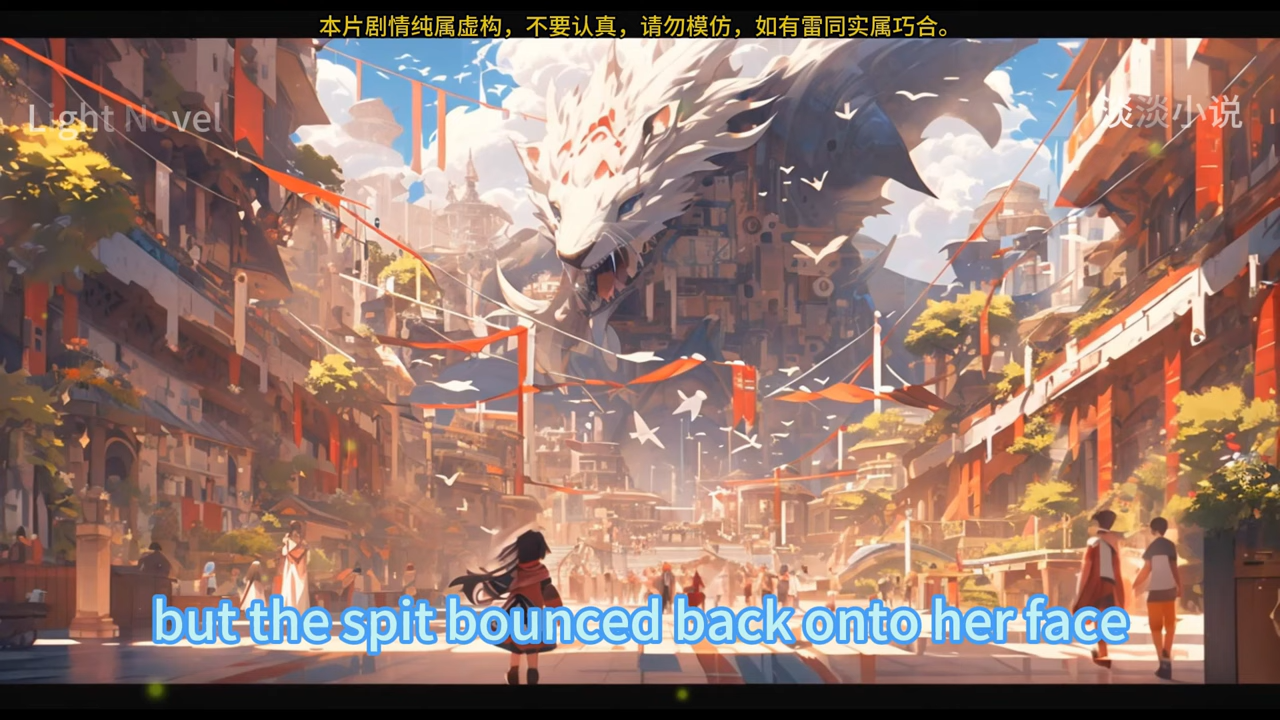 本片剧情纯属虚构，不要认真，请勿模仿，如有雷同实属巧合。
Light Novel
淡淡小说
but the spit bounced back onto her face